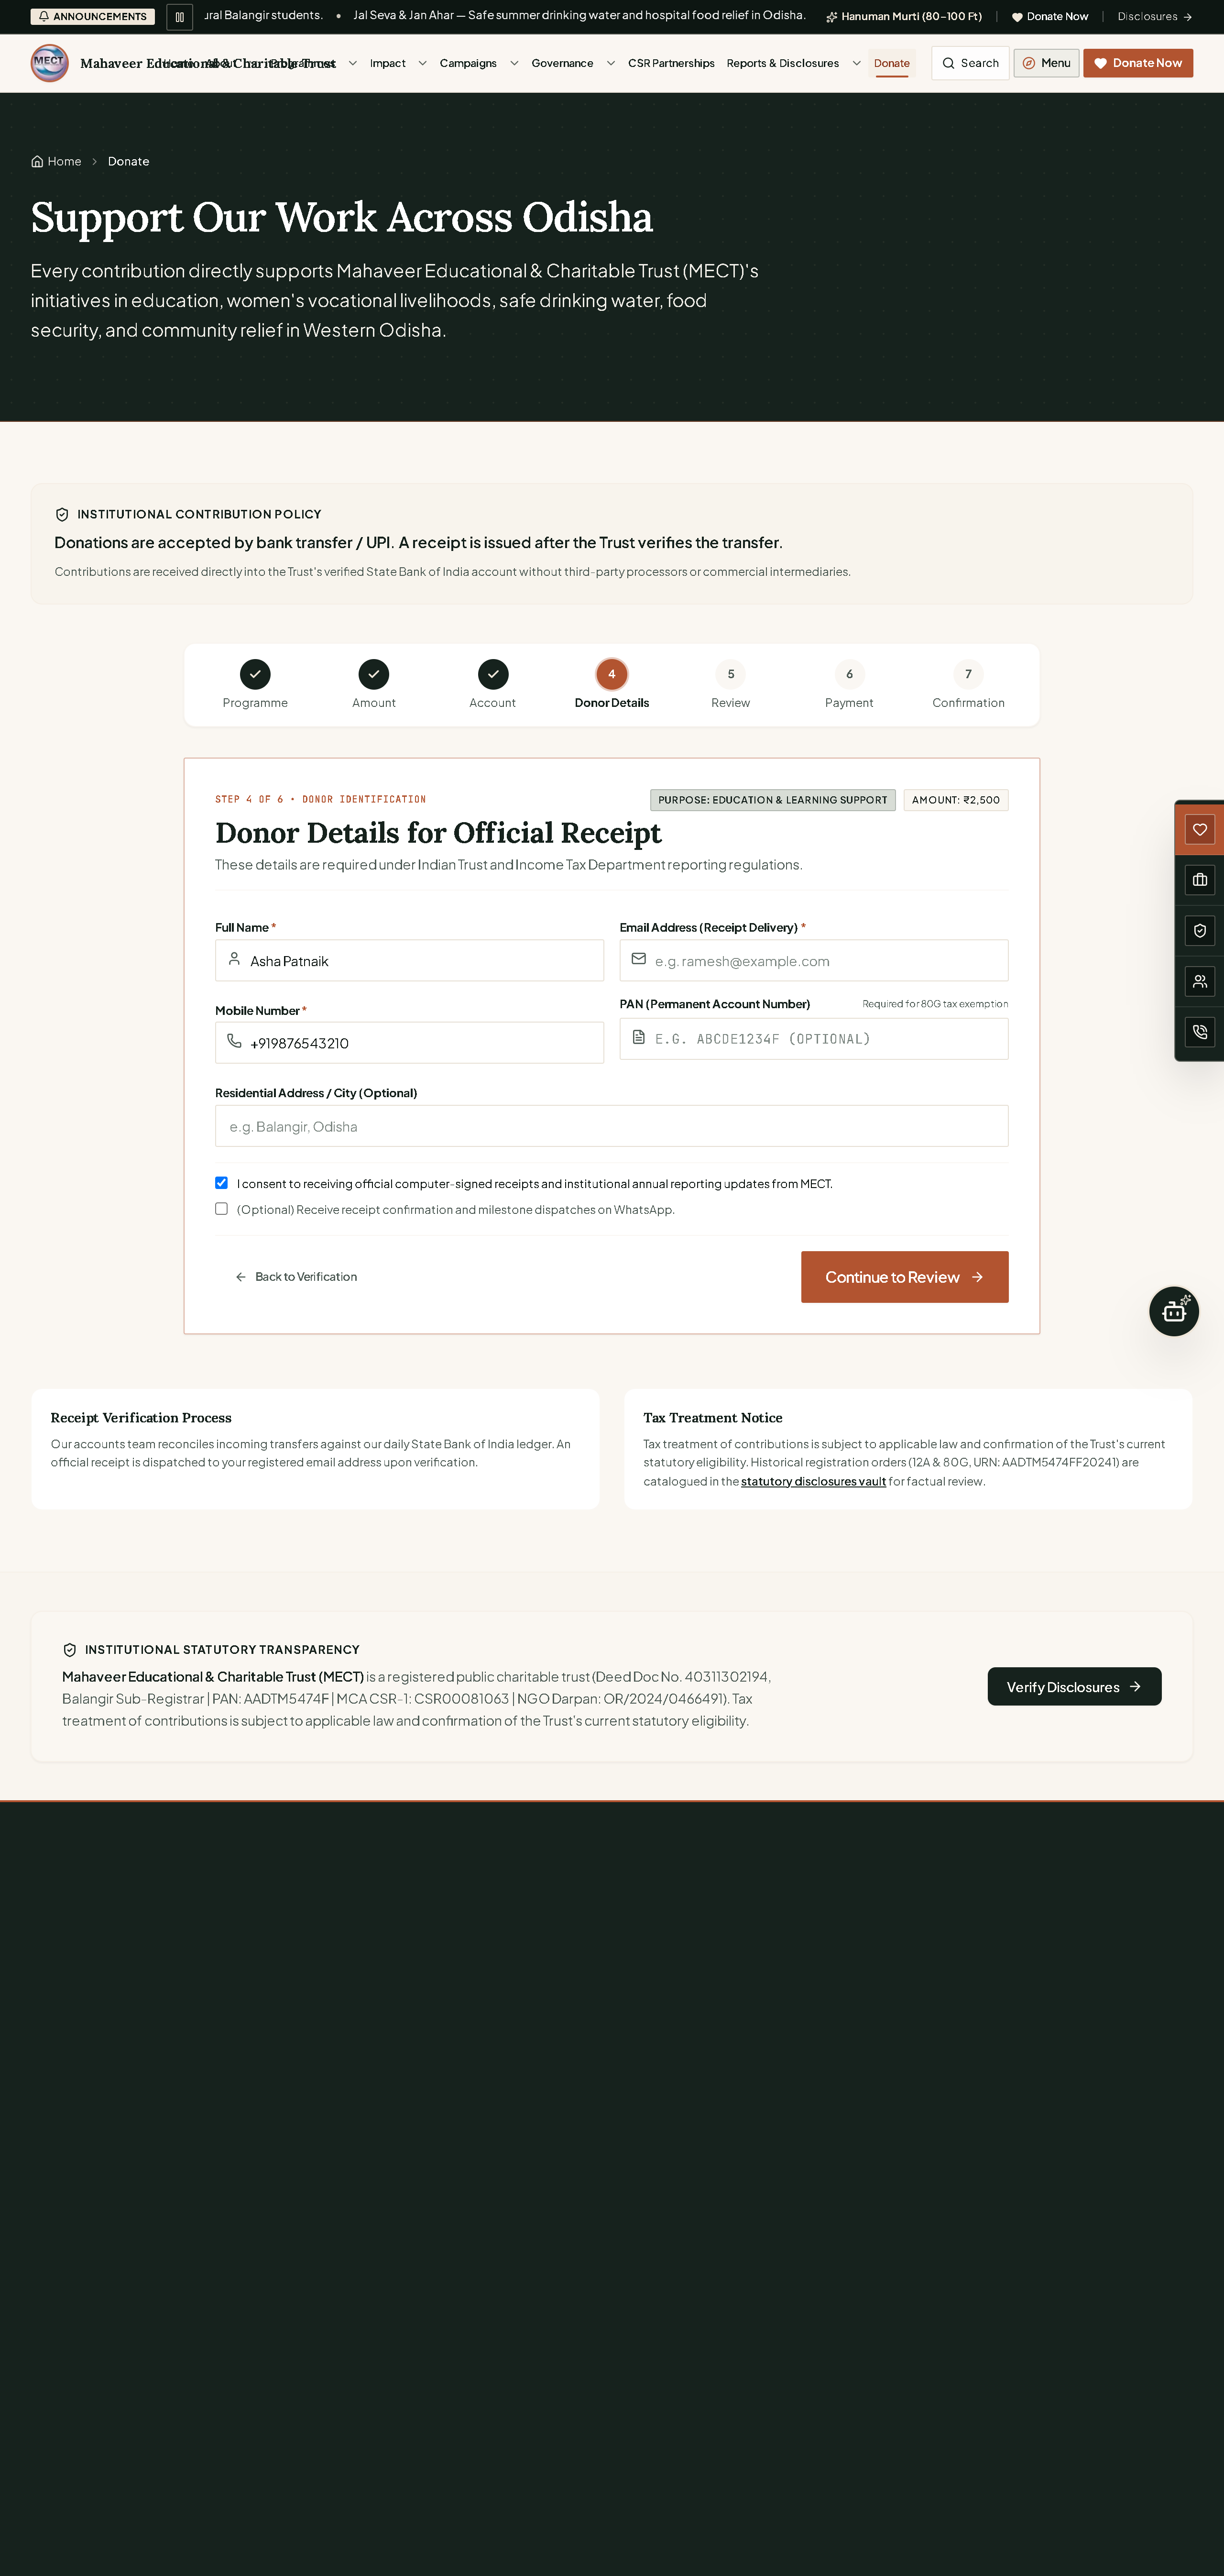 ANNOUNCEMENTS
ural Balangir students. • Jal Seva & Jan Ahar — Safe summer drinking water and hospital food relief in Odisha.
Hanuman Murti (80–100 Ft)
Donate Now
Disclosures →
MECT
Mahaveer Educational & Charitable Trust
Home
About
Programmes
Impact
Campaigns
Governance
CSR Partnerships
Reports & Disclosures
Donate
Search
Menu
Donate Now
Home > Donate
Support Our Work Across Odisha
Every contribution directly supports Mahaveer Educational & Charitable Trust (MECT)'s
initiatives in education, women's vocational livelihoods, safe drinking water, food
security, and community relief in Western Odisha.
INSTITUTIONAL CONTRIBUTION POLICY
Donations are accepted by bank transfer / UPI. A receipt is issued after the Trust verifies the transfer.
Contributions are received directly into the Trust's verified State Bank of India account without third-party processors or commercial intermediaries.
4
5
6
7
Programme
Amount
Account
Donor Details
Review
Payment
Confirmation
STEP 4 OF 6 • DONOR IDENTIFICATION
PURPOSE: EDUCATION & LEARNING SUPPORT
AMOUNT: ₹2,500
Donor Details for Official Receipt
These details are required under Indian Trust and Income Tax Department reporting regulations.
Full Name *
Asha Patnaik
Email Address (Receipt Delivery) *
e.g. ramesh@example.com
Mobile Number *
+919876543210
PAN (Permanent Account Number)
Required for 80G tax exemption
E.G. ABCDE1234F (OPTIONAL)
Residential Address / City (Optional)
e.g. Balangir, Odisha
I consent to receiving official computer-signed receipts and institutional annual reporting updates from MECT.
(Optional) Receive receipt confirmation and milestone dispatches on WhatsApp.
← Back to Verification
Continue to Review →
Receipt Verification Process
Our accounts team reconciles incoming transfers against our daily State Bank of India ledger. An
official receipt is dispatched to your registered email address upon verification.
Tax Treatment Notice
Tax treatment of contributions is subject to applicable law and confirmation of the Trust's current
statutory eligibility. Historical registration orders (12A & 80G, URN: AADTM5474FF20241) are
catalogued in the statutory disclosures vault for factual review.
INSTITUTIONAL STATUTORY TRANSPARENCY
Mahaveer Educational & Charitable Trust (MECT) is a registered public charitable trust (Deed Doc No. 40311302194,
Balangir Sub-Registrar | PAN: AADTM5474F | MCA CSR-1: CSR00081063 | NGO Darpan: OR/2024/0466491). Tax
treatment of contributions is subject to applicable law and confirmation of the Trust's current statutory eligibility.
Verify Disclosures →